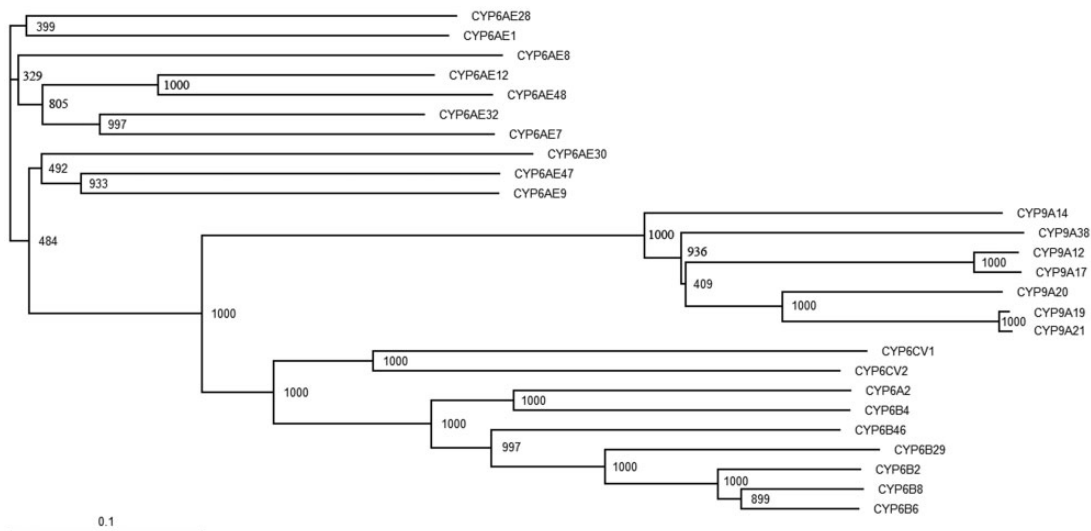 CYP6AE28
399
CYP6AE1
CYP6AE8
329
CYP6AE12
1000
CYP6AE48
805
CYP6AE32
997
CYP6AE7
CYP6AE30
492
CYP6AE47
933
CYP6AE9
CYP9A14
1000
CYP9A38
484
936
CYP9A12
1000
CYP9A17
409
CYP9A20
1000
CYP9A19
1000
CYP9A21
1000
CYP6CV1
1000
CYP6CV2
1000
CYP6A2
1000
CYP6B4
1000
CYP6B46
997
CYP6B29
1000
CYP6B2
1000
CYP6B8
899
CYP6B6
0.1